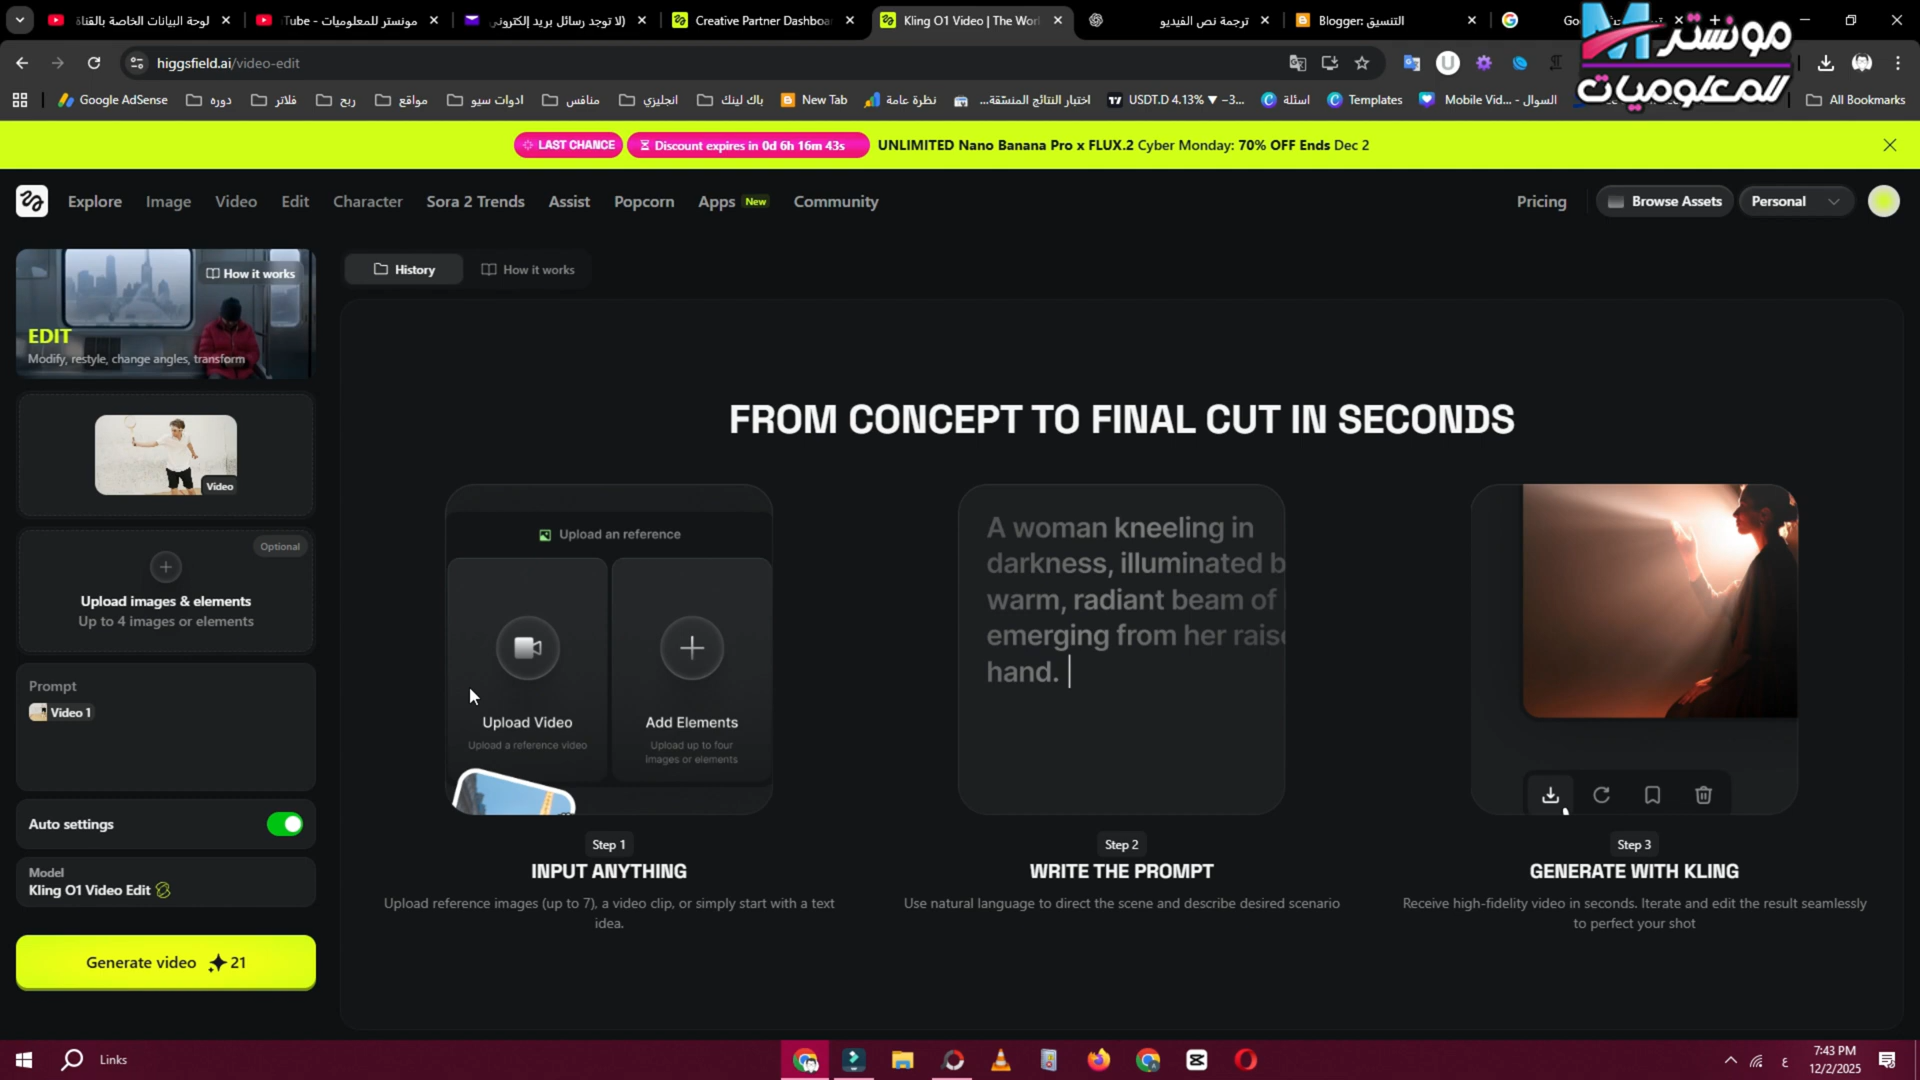 لوحة البيانات الخاصة بالقناة
مونستر للمعلوميات - Tube
(لا توجد رسائل بريد إلكتروني
Creative Partner Dashboa
Kling O1 Video | The Worl
ترجمة نص الفيديو
Blogger: التنسيق
مونستر
للمعلوميات
higgsfield.ai/video-edit
Google AdSense
دوره
فلاتر
ربح
مواقع
ادوات سيو
منافس
انجليزي
باك لينك
New Tab
نظرة عامة
اختبار النتائج المنسّقة...
USDT.D 4.13% ▼ −3...
اسئلة
Templates
Mobile Vid... - السوال
All Bookmarks
LAST CHANCE
Discount expires in 0d 6h 16m 43s
UNLIMITED Nano Banana Pro x FLUX.2 Cyber Monday: 70% OFF Ends Dec 2
Explore
Image
Video
Edit
Character
Sora 2 Trends
Assist
Popcorn
Apps New
Community
Pricing
Browse Assets
Personal
How it works
EDIT
Modify, restyle, change angles, transform
Video
Optional
Upload images & elements
Up to 4 images or elements
Prompt
Video 1
Auto settings
Model
Kling O1 Video Edit
Generate video 21
History
How it works
FROM CONCEPT TO FINAL CUT IN SECONDS
Upload an reference
Upload Video
Upload a reference video
Add Elements
Upload up to four
images or elements
Step 1
INPUT ANYTHING
Upload reference images (up to 7), a video clip, or simply start with a text
idea.
A woman kneeling in
darkness, illuminated b
warm, radiant beam of
emerging from her raise
hand.
Step 2
WRITE THE PROMPT
Use natural language to direct the scene and describe desired scenario
Step 3
GENERATE WITH KLING
Receive high-fidelity video in seconds. Iterate and edit the result seamlessly
to perfect your shot
Links
ع
7:43 PM
12/2/2025